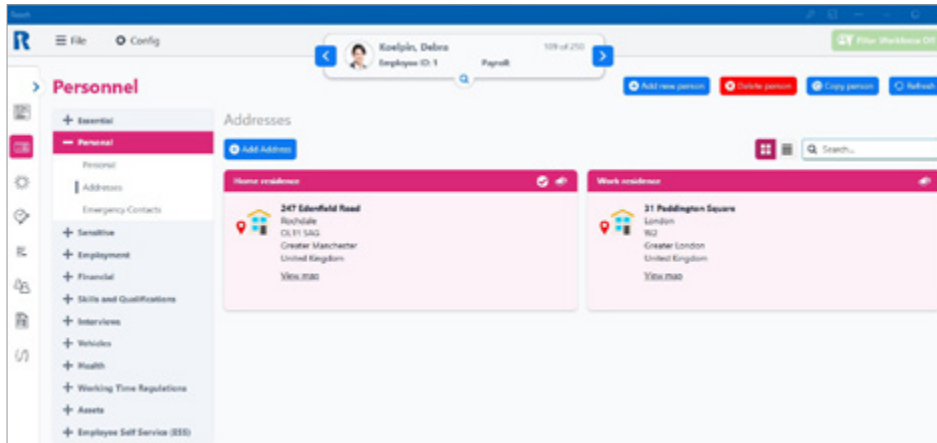 File
Config
Koelpin, Debra
109 of 250
Employee ID: 1
Payroll
Filter Workforce Off
Personnel
Add new person
Delete person
Copy person
Refresh
Essential
Personal
Personal
Addresses
Emergency Contacts
Sensitive
Employment
Financial
Skills and Qualifications
Interviews
Vehicles
Health
Working Time Regulations
Assets
Employee Self Service (ESS)
Addresses
Add Address
Search...
Home residence
247 Edenfield Road
Rochdale
OL11 5AG
Greater Manchester
United Kingdom
View map
Work residence
31 Paddington Square
London
W2
Greater London
United Kingdom
View map